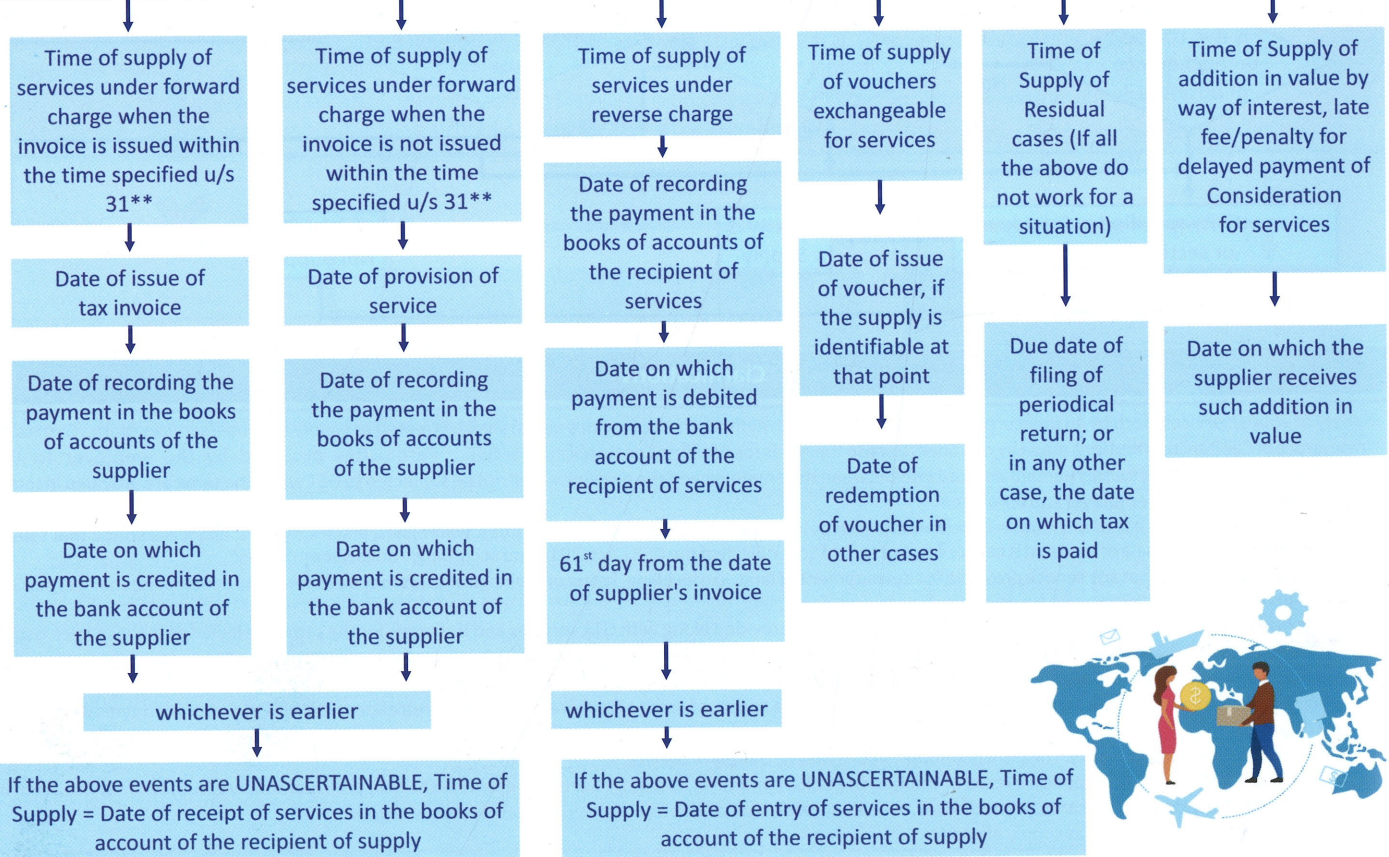 Time of supply of
services under forward
charge when the
invoice is issued within
the time specified u/s
31**
Date of issue of
tax invoice
Date of recording the
payment in the books
of accounts of the
supplier
Date on which
payment is credited in
the bank account of
the supplier
Time of supply of
services under forward
charge when the
invoice is not issued
within the time
specified u/s 31**
Date of provision of
service
Date of recording
the payment in the
books of accounts
of the supplier
Date on which
payment is credited in
the bank account of
the supplier
whichever is earlier
If the above events are UNASCERTAINABLE, Time of
Supply = Date of receipt of services in the books of
account of the recipient of supply
Time of supply of
services under
reverse charge
Date of recording
the payment in the
books of accounts of
the recipient of
services
Date on which
payment is debited
from the bank
account of the
recipient of services
61st day from the date
of supplier's invoice
whichever is earlier
If the above events are UNASCERTAINABLE, Time of
Supply = Date of entry of services in the books of
account of the recipient of supply
Time of supply
of vouchers
exchangeable
for services
Date of issue
of voucher, if
the supply is
identifiable at
that point
Date of
redemption
of voucher in
other cases
Time of
Supply of
Residual
cases (If all
the above do
not work for a
situation)
Due date of
filing of
periodical
return; or
in any other
case, the date
on which tax
is paid
Time of Supply of
addition in value by
way of interest, late
fee/penalty for
delayed payment of
Consideration
for services
Date on which the
supplier receives
such addition in
value